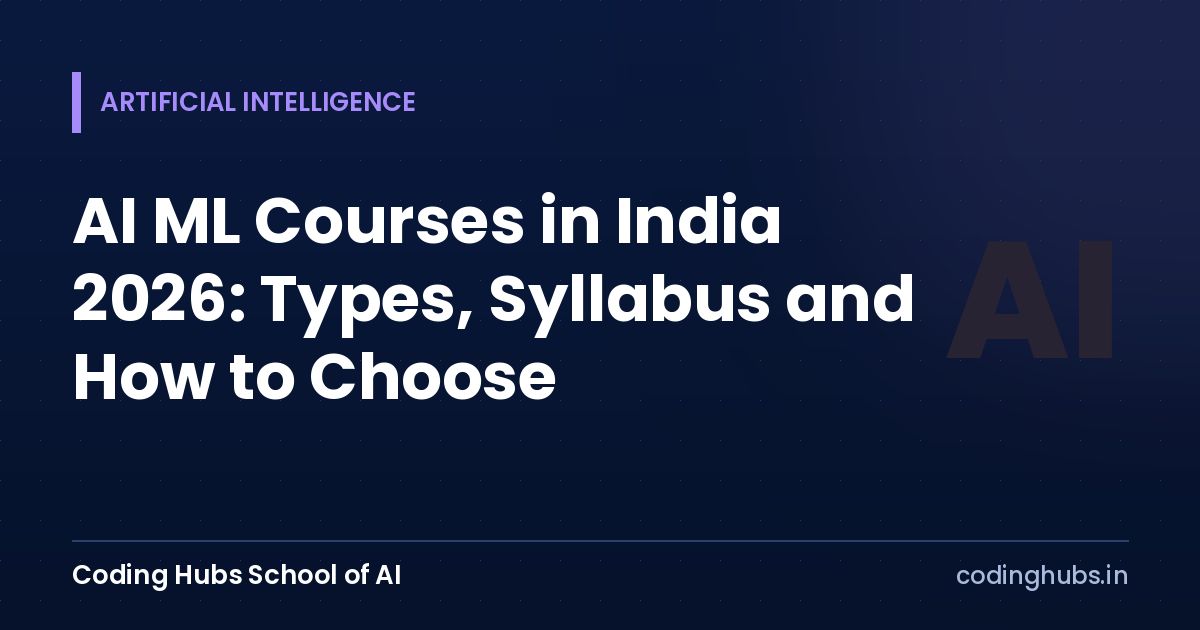 ARTIFICIAL INTELLIGENCE
AI ML Courses in India
2026: Types, Syllabus and
How to Choose
AI
Coding Hubs School of AI
codinghubs.in